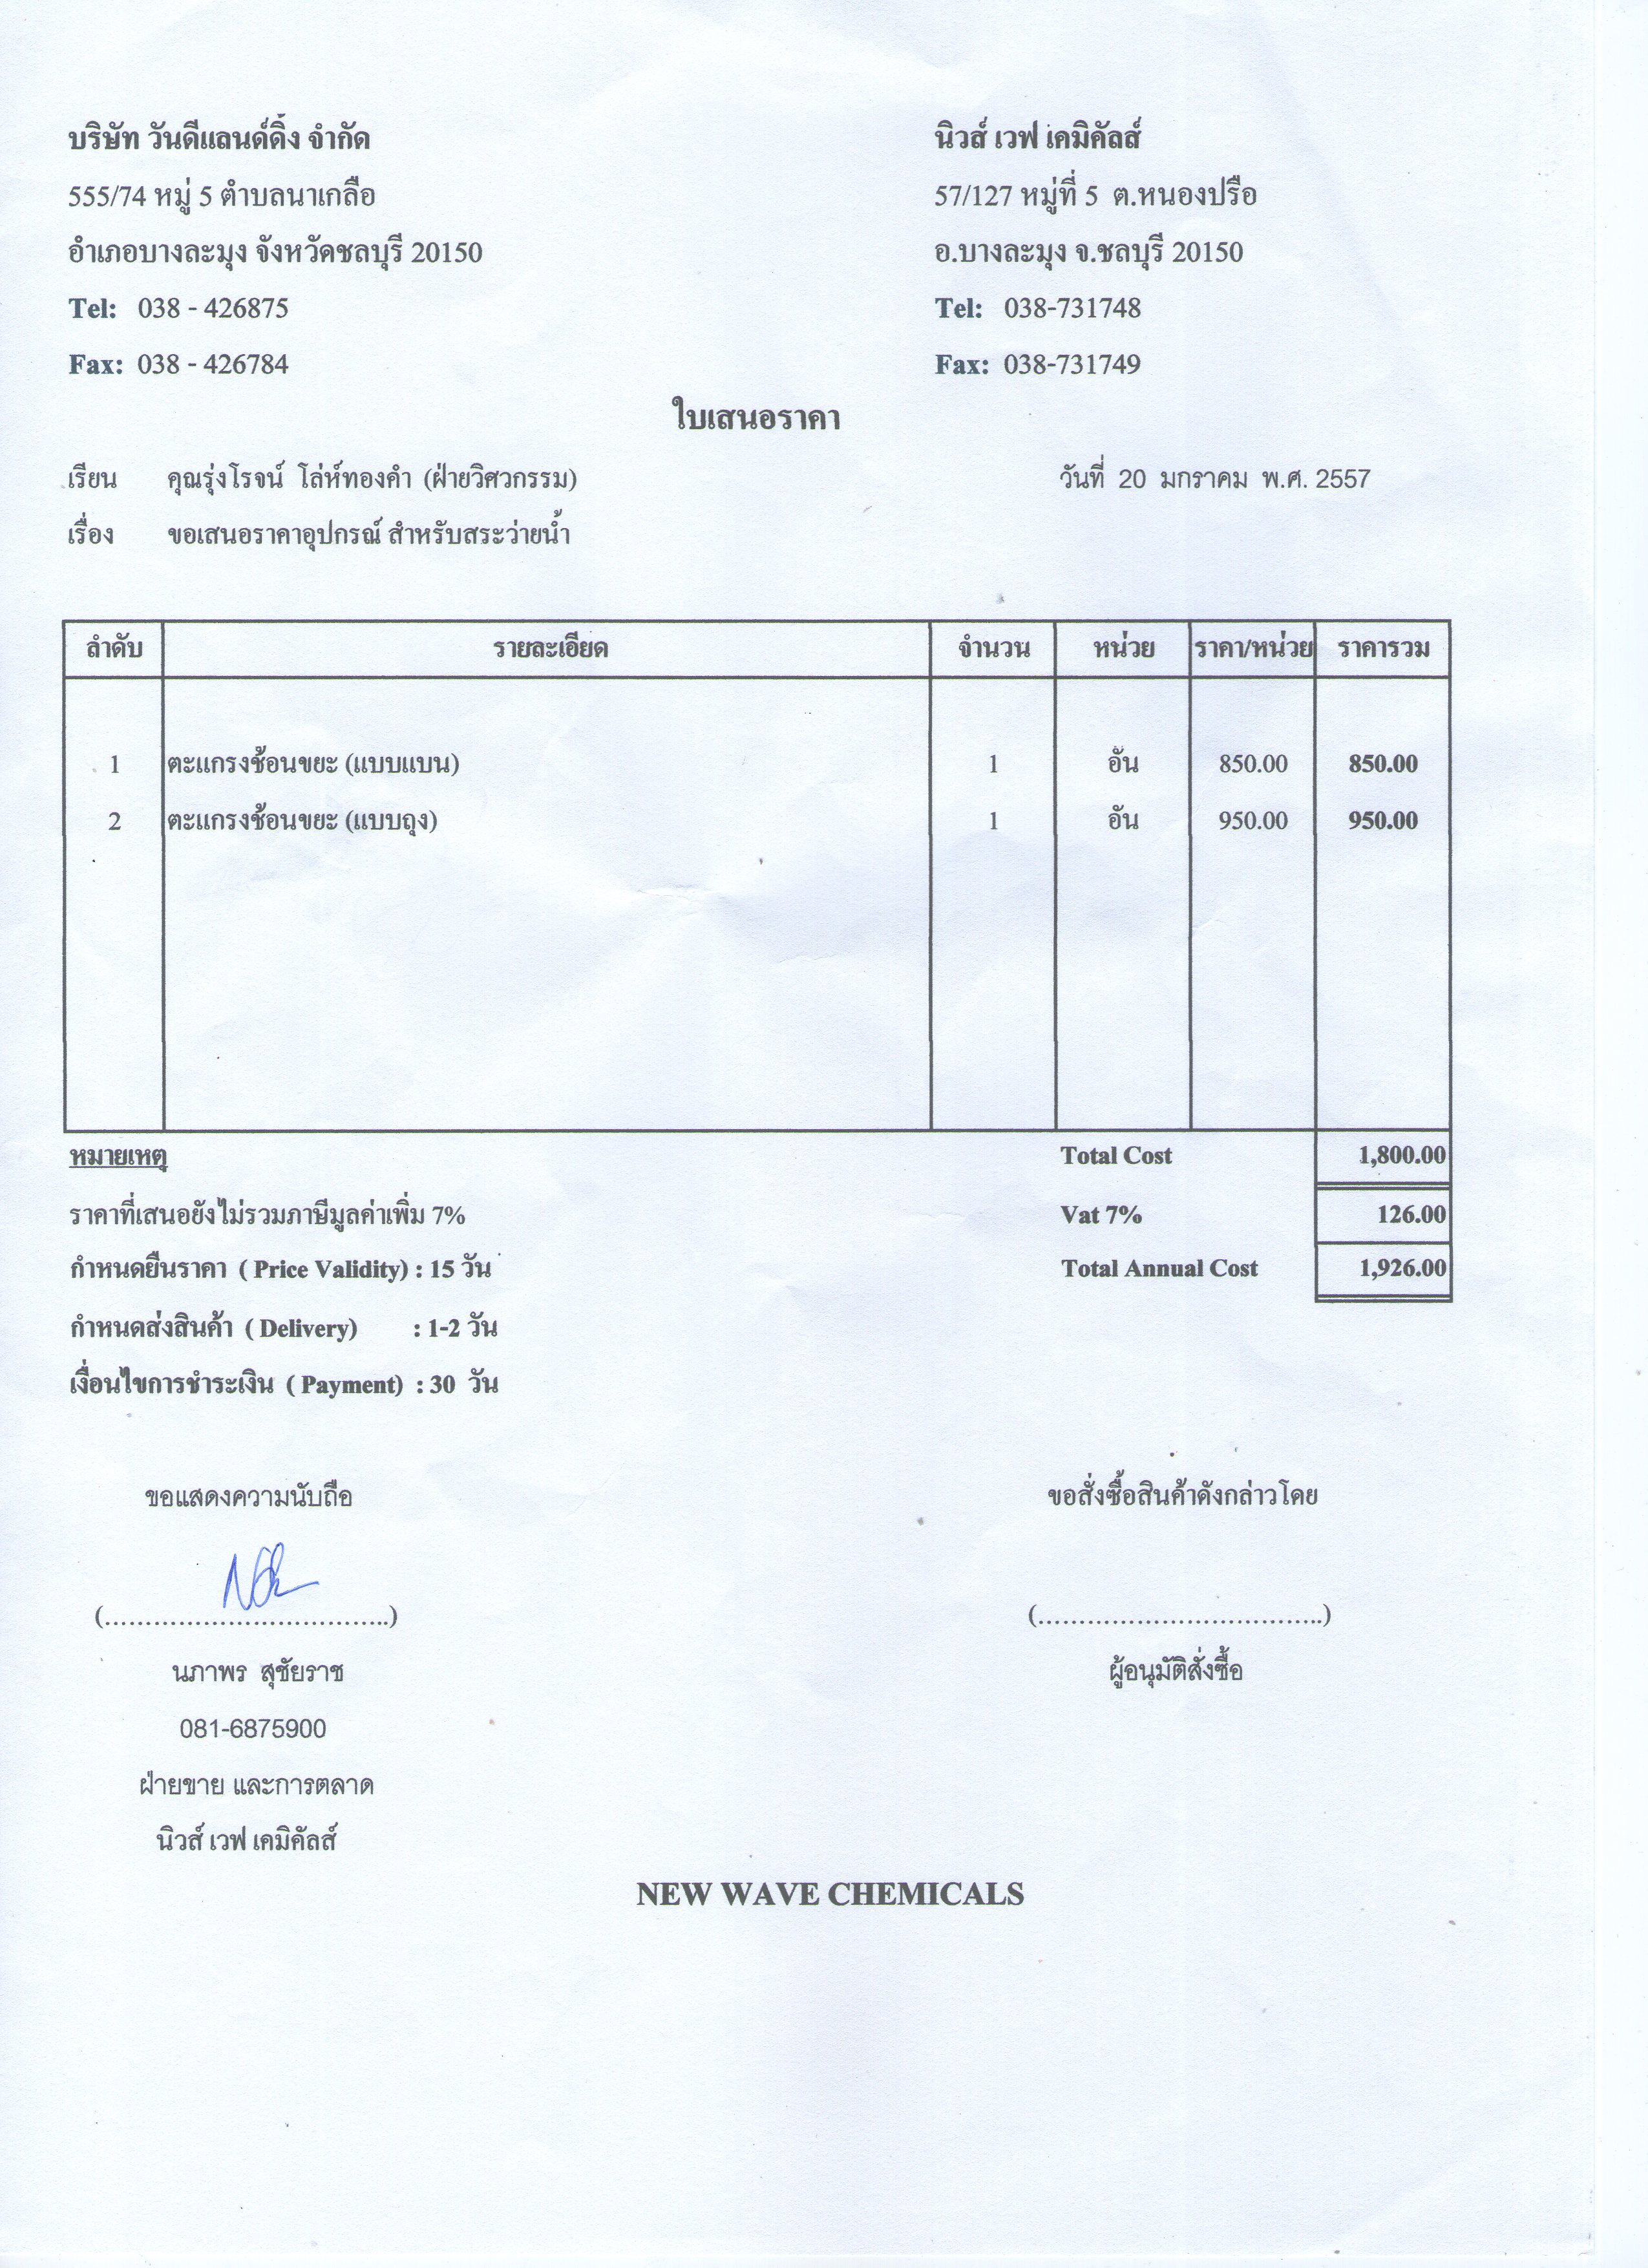 บริษัท วันดีแลนด์ดิ้ง จำกัด
555/74 หมู่ 5 ตำบลนาเกลือ
อำเภอบางละมุง จังหวัดชลบุรี 20150
Tel: 038 - 426875
Fax: 038 - 426784
นิวส์ เวฟ เคมิคัลส์
57/127 หมู่ที่ 5 ต.หนองปรือ
อ.บางละมุง จ.ชลบุรี 20150
Tel: 038-731748
Fax: 038-731749
ใบเสนอราคา
เรียน คุณรุ่งโรจน์ โล่ห์ทองคำ (ฝ่ายวิศวกรรม) วันที่ 20 มกราคม พ.ศ. 2557
เรื่อง ขอเสนอราคาอุปกรณ์ สำหรับสระว่ายน้ำ
ลำดับ รายละเอียด จำนวน หน่วย ราคา/หน่วย ราคารวม
1 ตะแกรงช้อนขยะ (แบบแบน) 1 อัน 850.00 850.00
2 ตะแกรงช้อนขยะ (แบบถุง) 1 อัน 950.00 950.00
หมายเหตุ Total Cost 1,800.00
ราคาที่เสนอยังไม่รวมภาษีมูลค่าเพิ่ม 7% Vat 7% 126.00
กำหนดยืนราคา ( Price Validity) : 15 วัน Total Annual Cost 1,926.00
กำหนดส่งสินค้า ( Delivery) : 1-2 วัน
เงื่อนไขการชำระเงิน ( Payment) : 30 วัน
ขอแสดงความนับถือ
(..................................)
นภาพร สุชัยราช
081-6875900
ฝ่ายขาย และการตลาด
นิวส์ เวฟ เคมิคัลส์
ขอสั่งซื้อสินค้าดังกล่าวโดย
(..................................)
ผู้อนุมัติสั่งซื้อ
NEW WAVE CHEMICALS